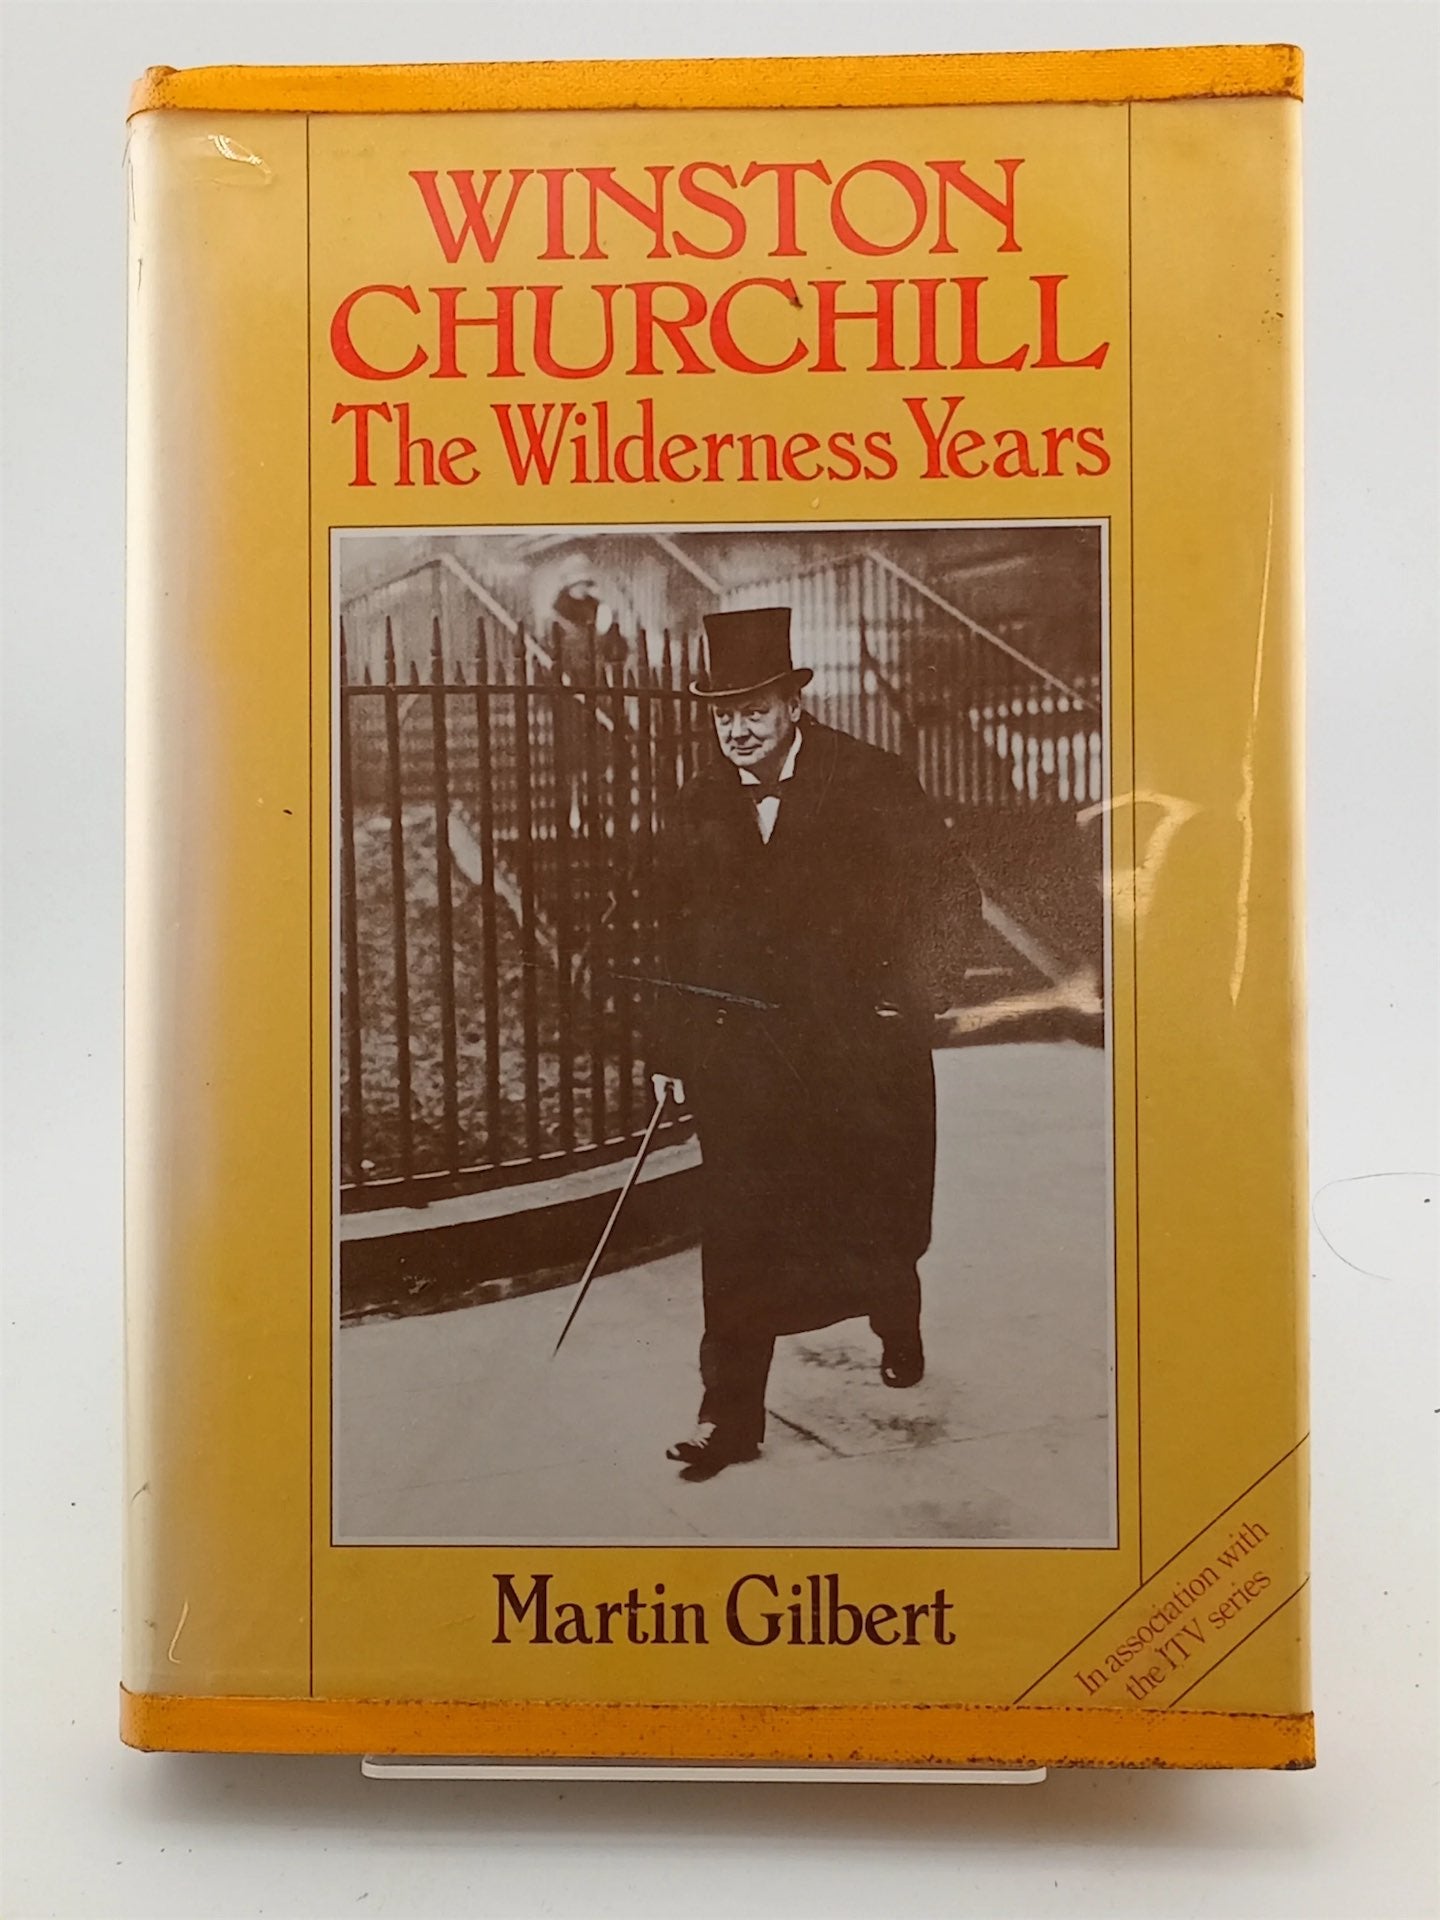 WINSTON
CHURCHILL
The Wilderness Years
Martin Gilbert
In association with
the ITV series